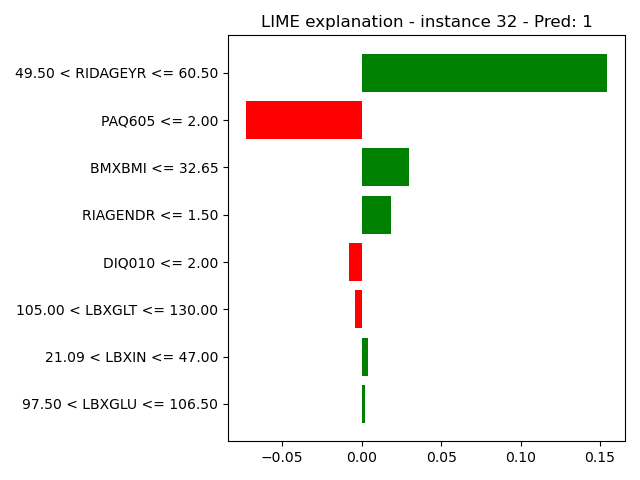 LIME explanation - instance 32 - Pred: 1
49.50 < RIDAGEYR <= 60.50
PAQ605 <= 2.00
BMXBMI <= 32.65
RIAGENDR <= 1.50
DIQ010 <= 2.00
105.00 < LBXGLT <= 130.00
21.09 < LBXIN <= 47.00
97.50 < LBXGLU <= 106.50
−0.05 0.00 0.05 0.10 0.15